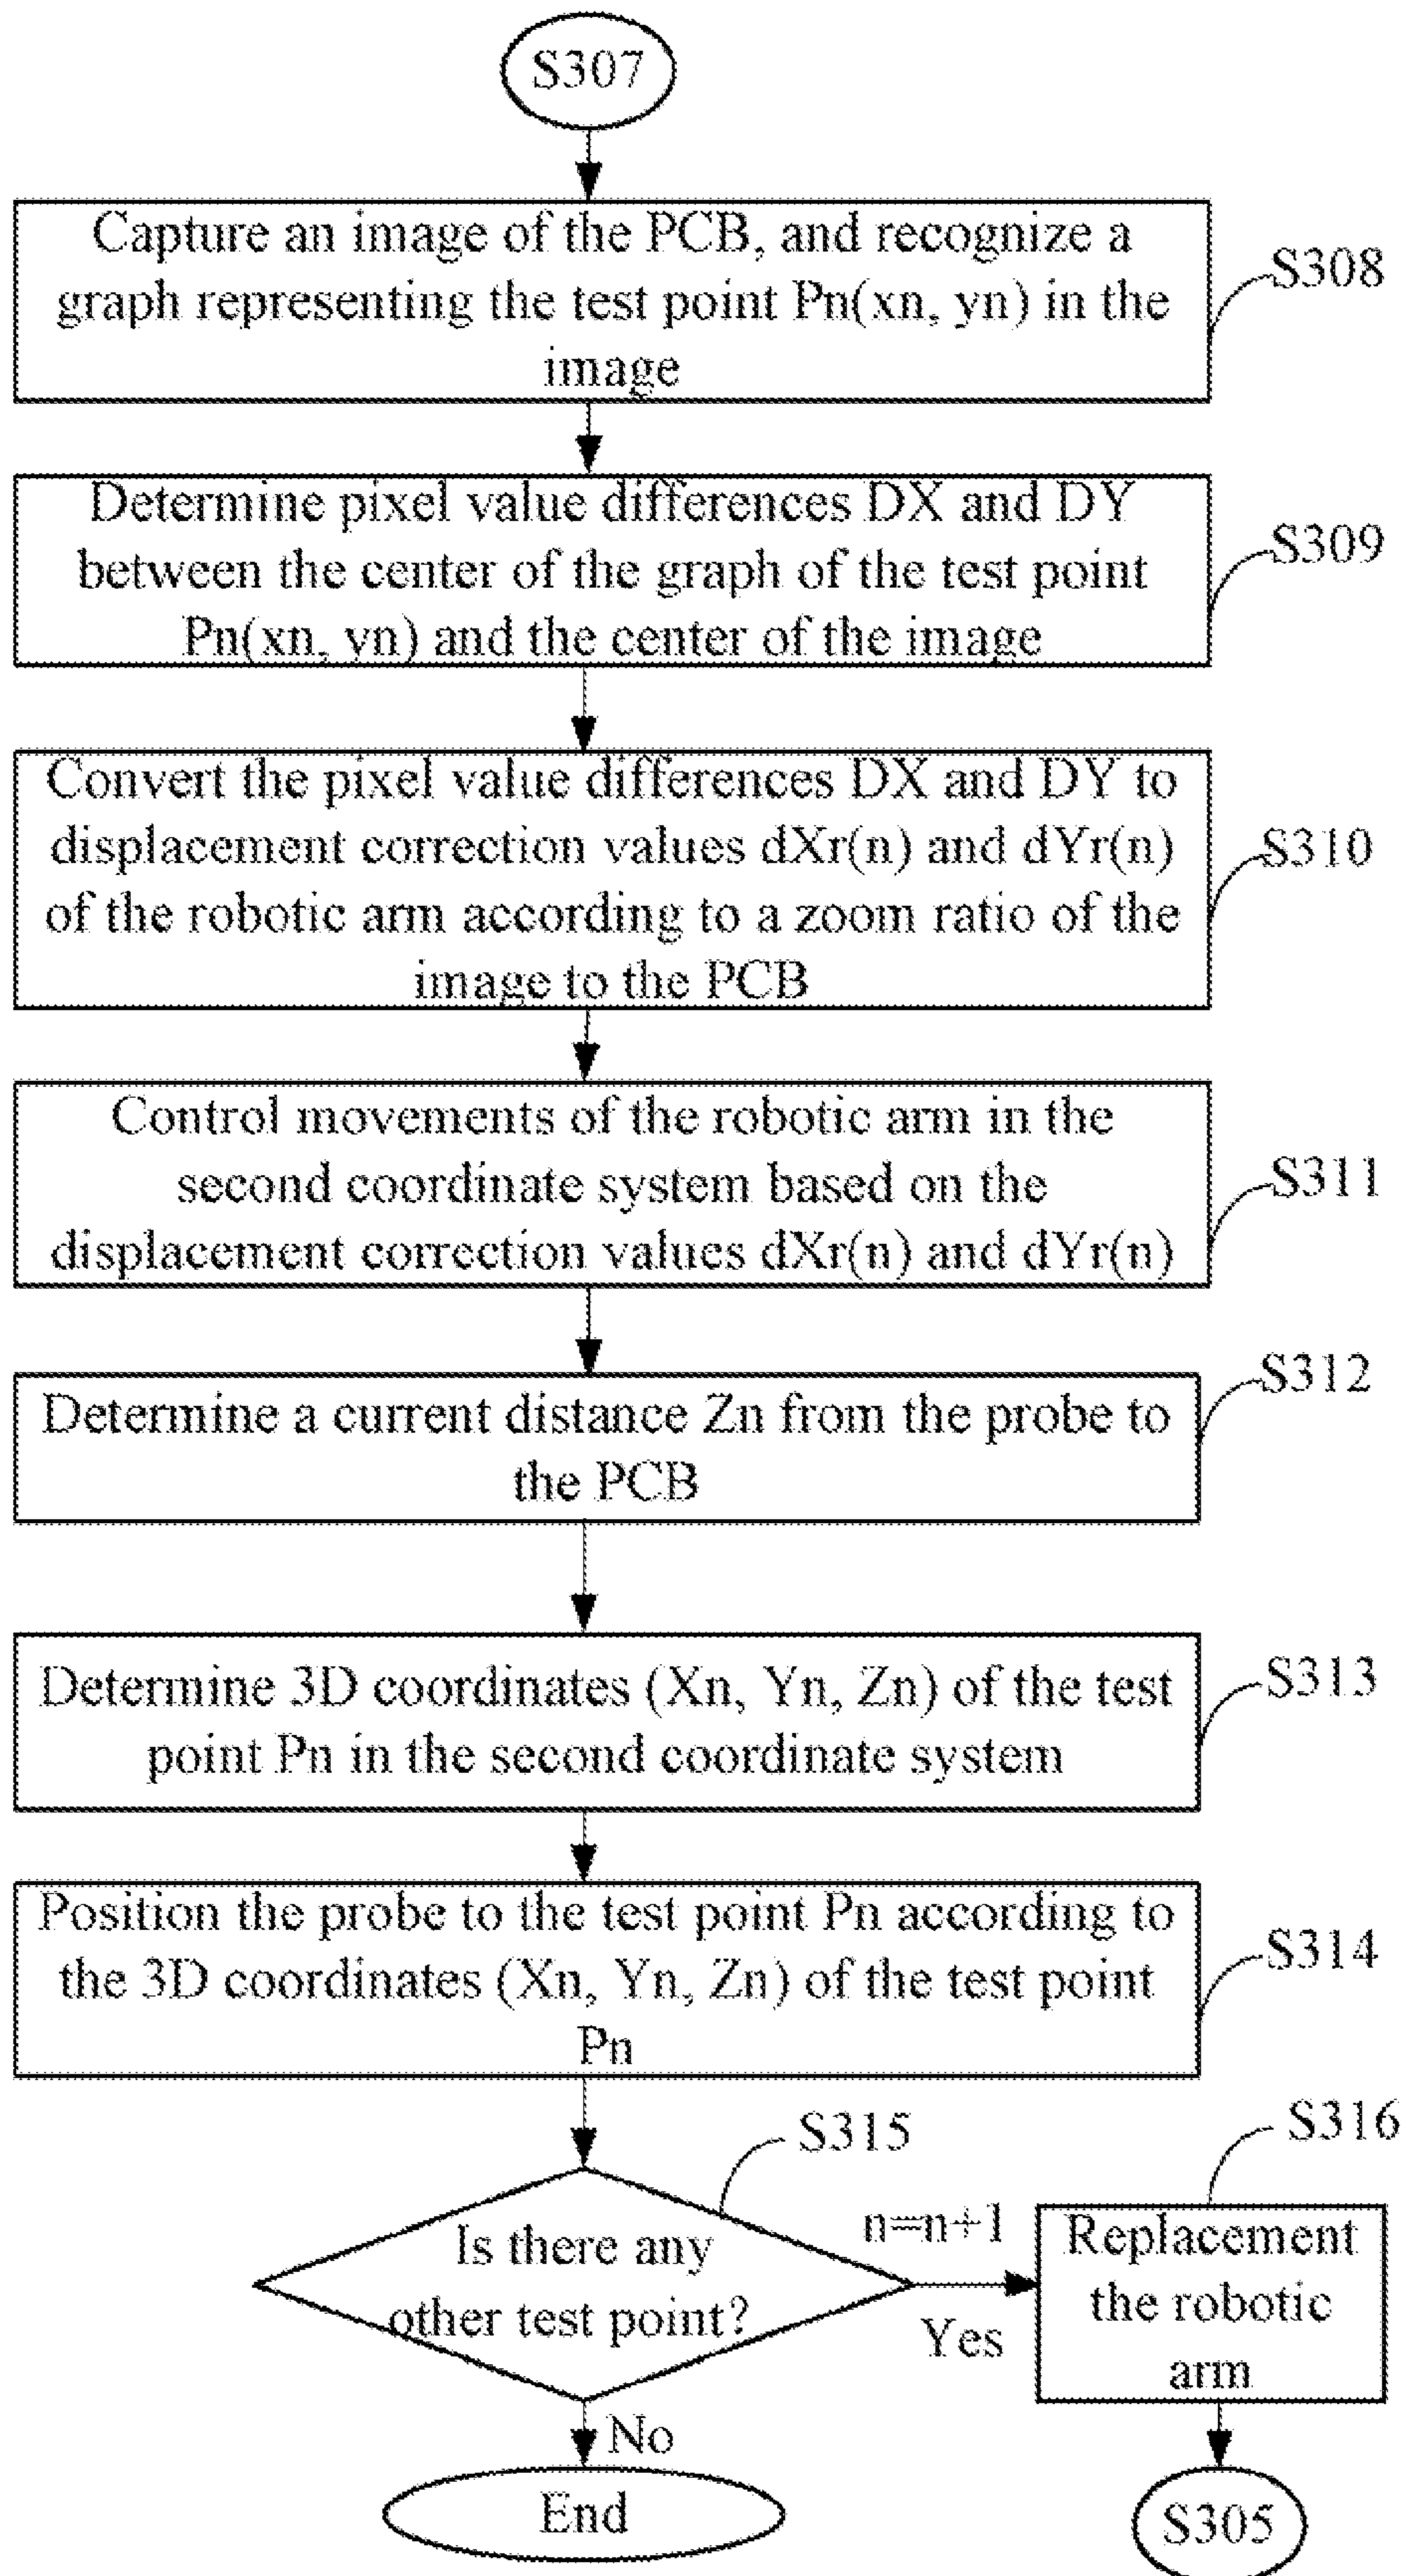 S307
Capture an image of the PCB, and recognize a
graph representing the test point Pn(xn, yn) in the
image
S308
Determine pixel value differences DX and DY
between the center of the graph of the test point
Pn(xn, yn) and the center of the image
S309
Convert the pixel value differences DX and DY to
displacement correction values dXr(n) and dYr(n)
of the robotic arm according to a zoom ratio of the
image to the PCB
S310
Control movements of the robotic arm in the
second coordinate system based on the
displacement correction values dXr(n) and dYr(n)
S311
Determine a current distance Zn from the probe to
the PCB
S312
Determine 3D coordinates (Xn, Yn, Zn) of the test
point Pn in the second coordinate system
S313
Position the probe to the test point Pn according to
the 3D coordinates (Xn, Yn, Zn) of the test point
Pn
S314
S315
Is there any
other test point?
n=n+1
Yes
S316
Replacement
the robotic
arm
No
End
S305